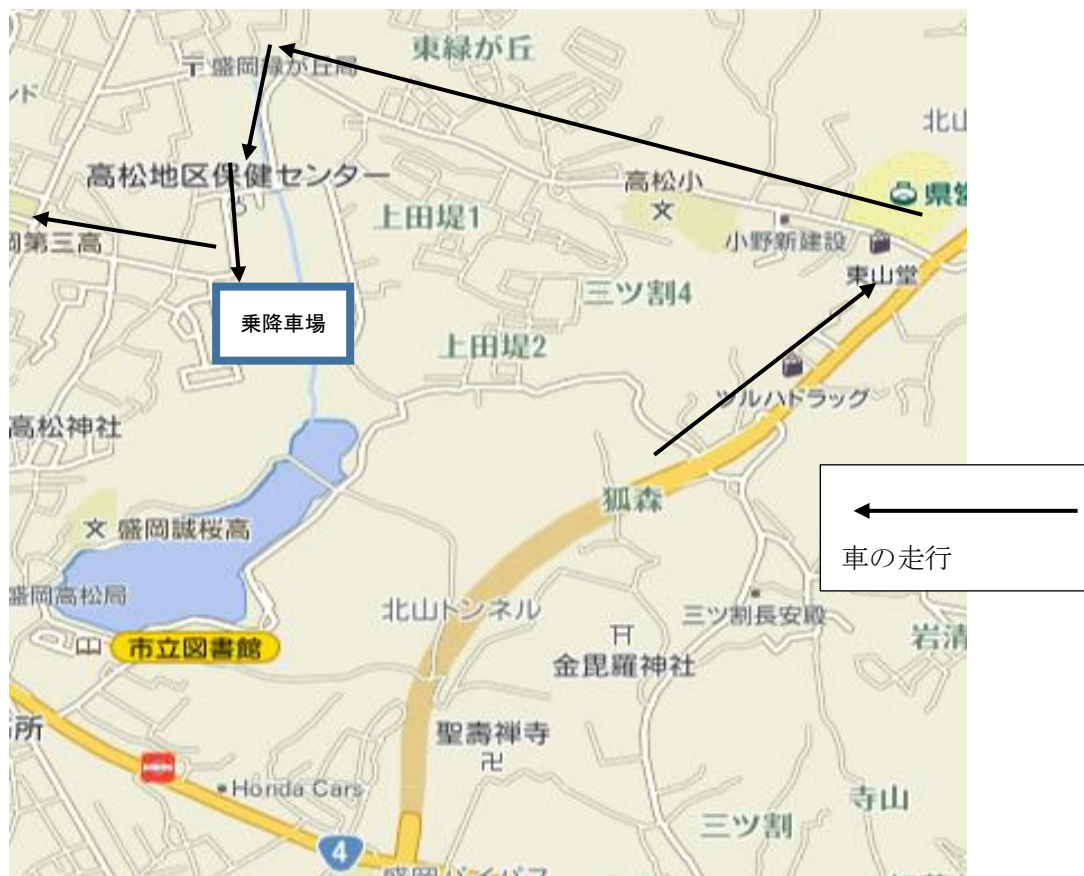 東緑が丘
〒盛岡緑が丘局
ンド
北山
高松地区保健センター
高松小
県営
上田堤1
岡第三高
小野新建設
東山堂
三ツ割4
乗降車場
上田堤2
ツルハドラッグ
高松神社
狐森
盛岡誠桜高
車の走行
盛岡高松局
北山トンネル
三ツ割長安殿
岩清
市立図書館
金毘羅神社
聖壽禅寺
所
Honda Cars
寺山
三ツ割
4
盛岡バイパス